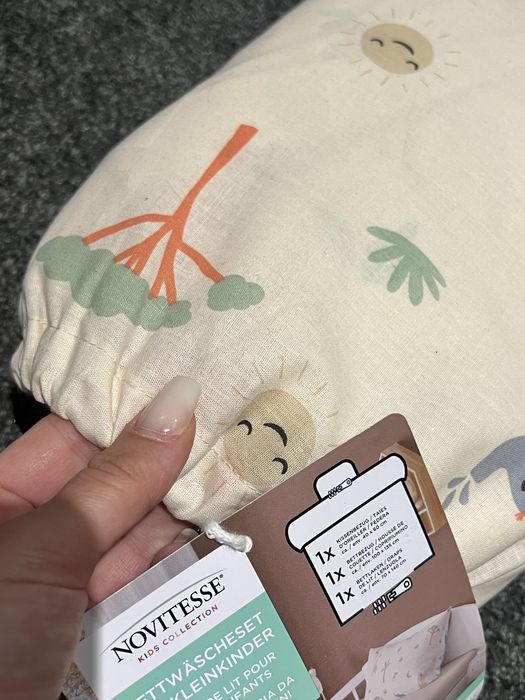 NOVITESSE®
KIDS COLLECTION
KLEINKINDER
DE LIT POUR
1x KISSENBEZUG / TAIES
D'OREILLER / FEDERA
ca. / env. 40 x 60 cm
1x BETTBEZUG / HOUSSE DE
COUETTE / COPRIPIUMINO
ca. / env. 100 x 135 cm
1x BETTLAKEN / DRAPS
DE LIT / LENZUOLA
ca. / env. 70 x 140 cm